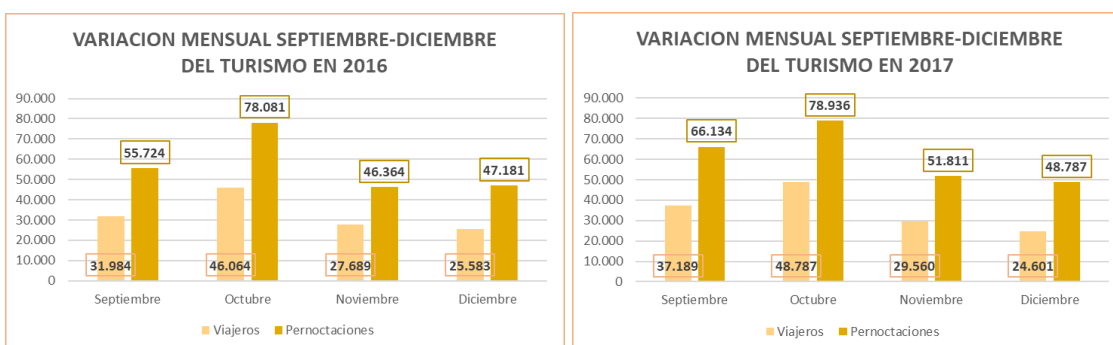 VARIACION MENSUAL SEPTIEMBRE-DICIEMBRE
DEL TURISMO EN 2016
90.000
80.000
70.000
60.000
50.000
40.000
30.000
20.000
10.000
0
55.724
78.081
46.364
47.181
31.984
46.064
27.689
25.583
Septiembre
Octubre
Noviembre
Diciembre
Viajeros
Pernoctaciones
VARIACION MENSUAL SEPTIEMBRE-DICIEMBRE
DEL TURISMO EN 2017
90.000
80.000
70.000
60.000
50.000
40.000
30.000
20.000
10.000
0
66.134
78.936
51.811
48.787
37.189
48.787
29.560
24.601
Septiembre
Octubre
Noviembre
Diciembre
Viajeros
Pernoctaciones